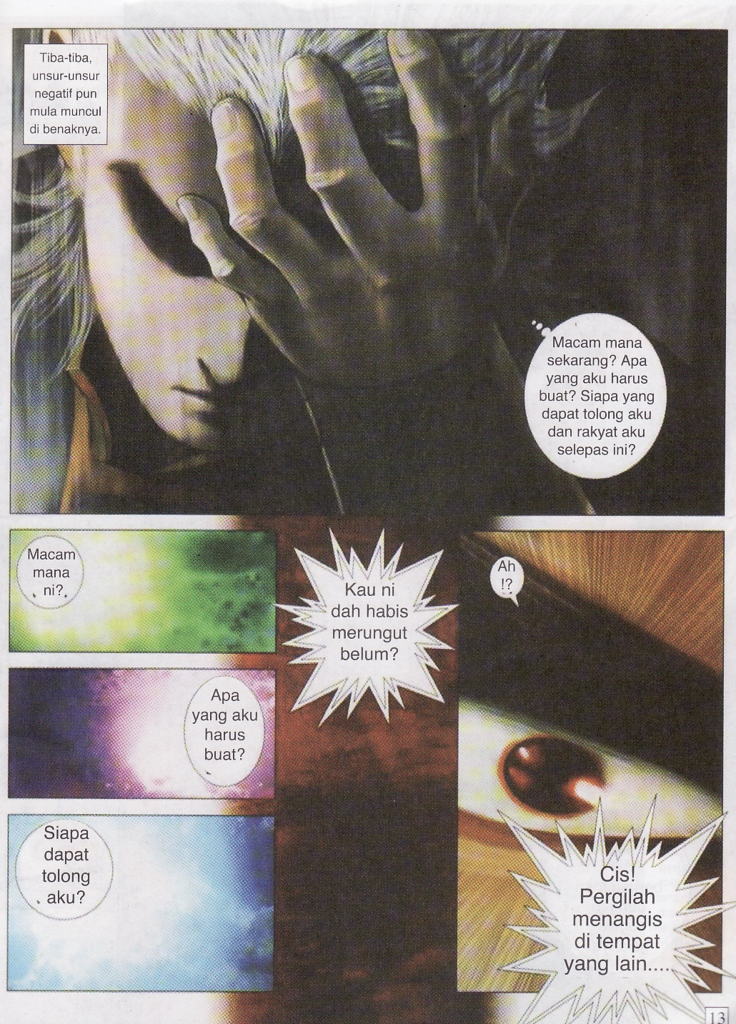 Tiba-tiba,
unsur-unsur
negatif pun
mula muncul
di benaknya.
Macam mana
sekarang? Apa
yang aku harus
buat? Siapa yang
dapat tolong aku
dan rakyat aku
selepas ini?
Macam
mana
ni?
Apa
yang aku
harus
buat?
Siapa
dapat
tolong
aku?
Kau ni
dah habis
merungut
belum?
Ah
!?
Cis!
Pergilah
menangis
di tempat
yang lain....
13